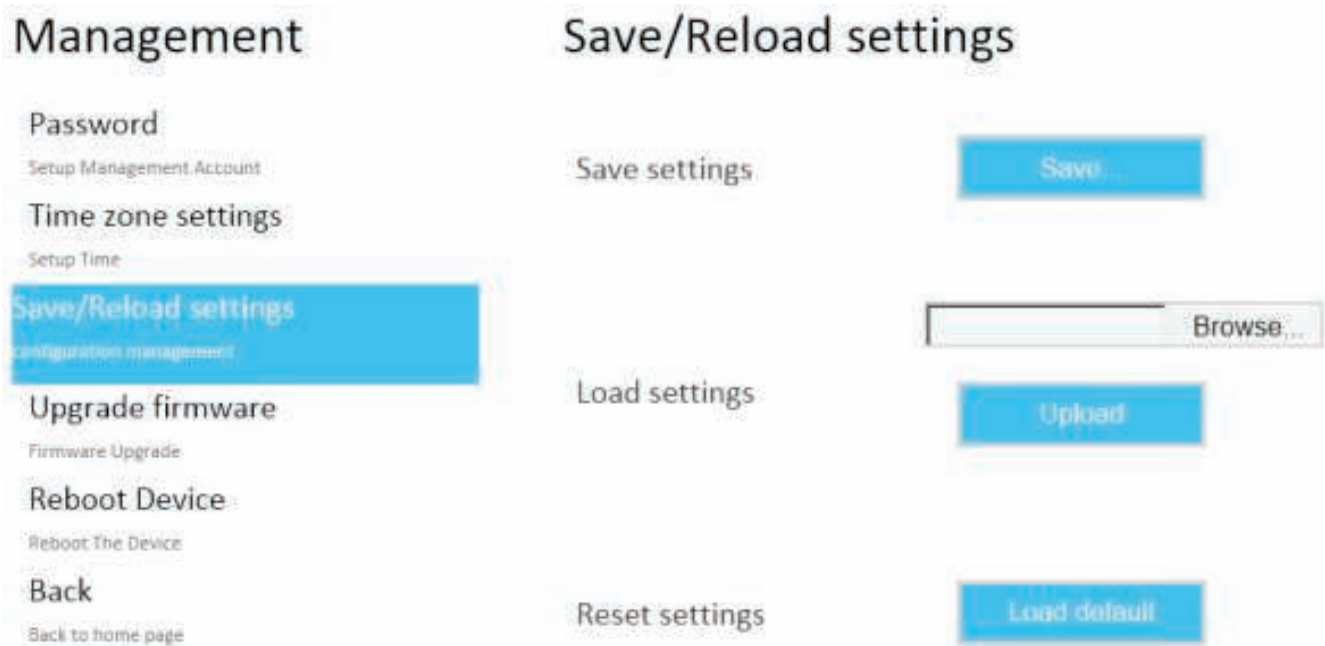 Management
Password
Setup Management Account
Time zone settings
Setup Time
Save/Reload settings
configuration management
Upgrade firmware
Firmware Upgrade
Reboot Device
Reboot The Device
Back
Back to home page
Save/Reload settings
Save settings
Save...
Browse...
Load settings
Upload
Reset settings
Load default